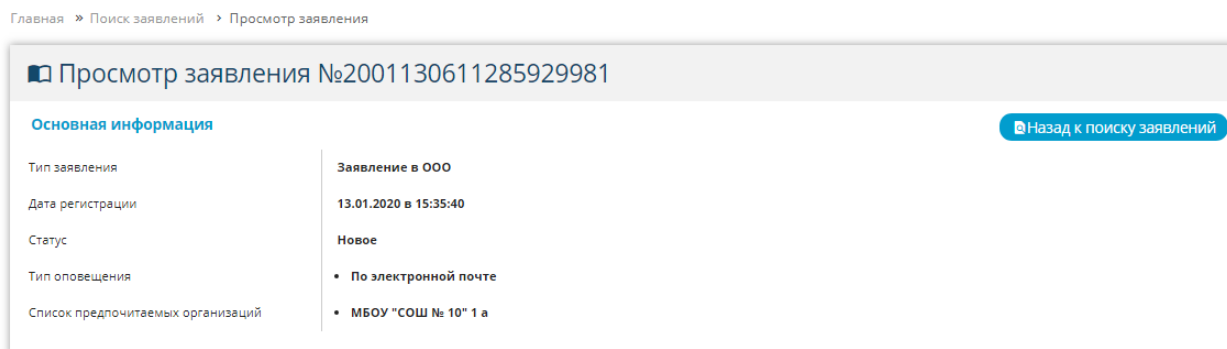 Главная » Поиск заявлений › Просмотр заявления
Просмотр заявления №2001130611285929981
Основная информация
Назад к поиску заявлений
Тип заявления Заявление в ООО
Дата регистрации 13.01.2020 в 15:35:40
Статус Новое
Тип оповещения • По электронной почте
Список предпочитаемых организаций • МБОУ "СОШ № 10" 1 а